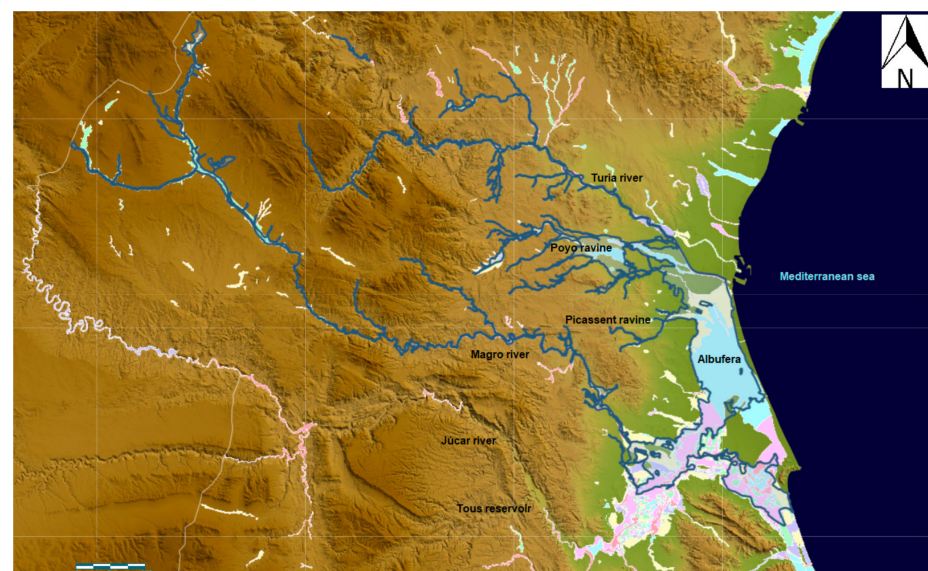 N
Turia river
Poyo ravine
Mediterranean sea
Picassent ravine
Magro river
Albufera
Júcar river
Tous reservoir